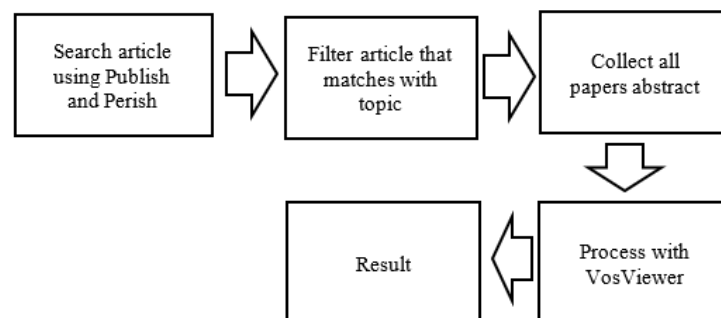 Search article
using Publish
and Perish
Filter article that
matches with
topic
Collect all
papers abstract
Process with
VosViewer
Result